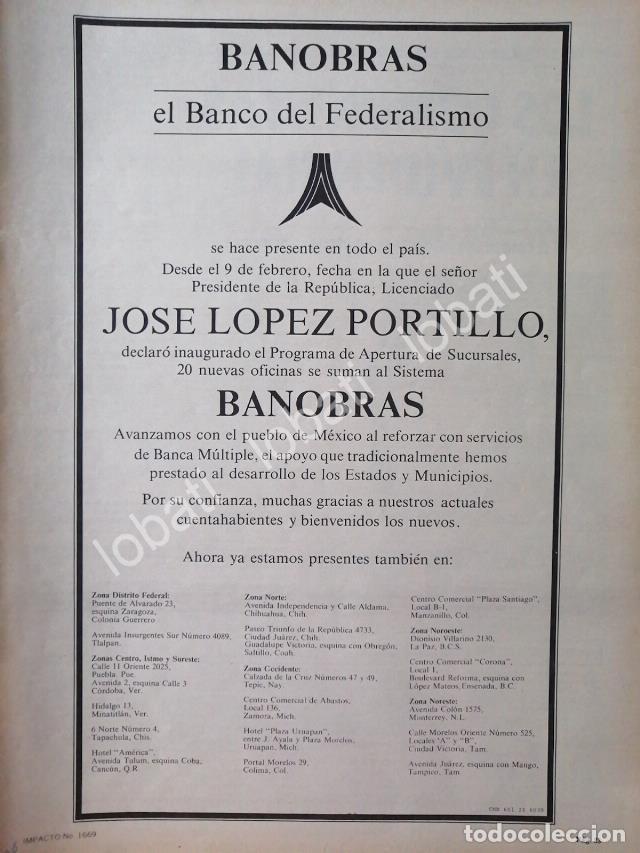 BANOBRAS
el Banco del Federalismo
se hace presente en todo el país.
Desde el 9 de febrero, fecha en la que el señor
Presidente de la República, Licenciado
JOSE LOPEZ PORTILLO,
declaró inaugurado el Programa de Apertura de Sucursales,
20 nuevas oficinas se suman al Sistema
BANOBRAS
Avanzamos con el pueblo de México al reforzar con servicios
de Banca Múltiple, el apoyo que tradicionalmente hemos
prestado al desarrollo de los Estados y Municipios.
Por su confianza, muchas gracias a nuestros actuales
cuentahabientes y bienvenidos los nuevos.
Ahora ya estamos presentes también en:
Zona Distrito Federal:
Puente de Alvarado 23,
esquina Zaragoza,
Colonia Guerrero
Avenida Insurgentes Sur Número 4089,
Tlalpan.
Zonas Centro, Istmo y Sureste:
Calle 11 Oriente 2025,
Puebla. Pue.
Avenida 2, esquina Calle 3
Córdoba, Ver.
Hidalgo 13,
Minatitlán, Ver.
6 Norte Número 4,
Tapachula, Chis.
Hotel "América",
Avenida Tulum, esquina Coba,
Cancún, Q.R.
Zona Norte:
Avenida Independencia y Calle Aldama,
Chihuahua, Chih.
Paseo Triunfo de la República 4733,
Ciudad Juárez, Chih.
Guadalupe Victoria, esquina con Obregón,
Saltillo, Coah.
Zona Occidente:
Calzada de la Cruz Números 47 y 49,
Tepic, Nay.
Centro Comercial de Abastos,
Local 136,
Zamora, Mich.
Hotel "Plaza Uruapan",
entre J. Ayala y Plaza Morelos,
Uruapan, Mich.
Portal Morelos 29,
Colima, Col.
Centro Comercial "Plaza Santiago",
Local B-1,
Manzanillo, Col.
Zona Noroeste:
Dionisio Villarino 2130,
La Paz, B.C.S.
Centro Comercial "Corona",
Local 1,
Boulevard Reforma, esquina con
López Mateos, Ensenada, B.C.
Zona Noreste:
Avenida Colón 1575,
Monterrey, N.L.
Calle Morelos Oriente Número 525,
Locales "A" y "B",
Ciudad Victoria, Tam.
Avenida Juárez, esquina con Mango,
Tampico, Tam.
IMPACTO No. 1669
lobati lobati lobati lobati
todocoleccion.net